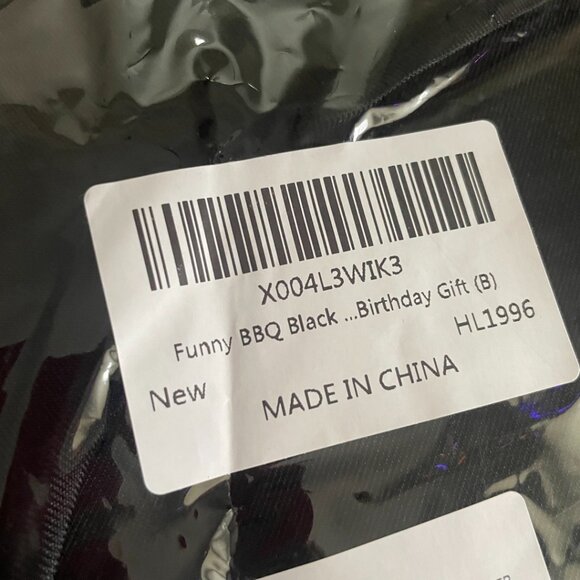 X004L3WIK3
Funny BBQ Black ...Birthday Gift (B)
New
HL1996
MADE IN CHINA